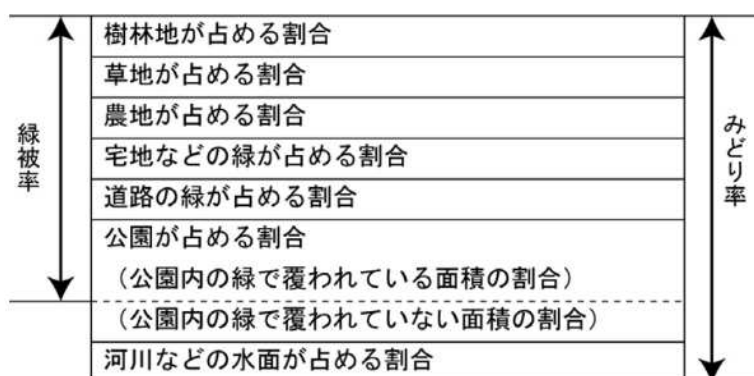 緑被率
樹林地が占める割合
草地が占める割合
農地が占める割合
宅地などの緑が占める割合
道路の緑が占める割合
公園が占める割合
（公園内の緑で覆われている面積の割合）
（公園内の緑で覆われていない面積の割合）
河川などの水面が占める割合
みどり率